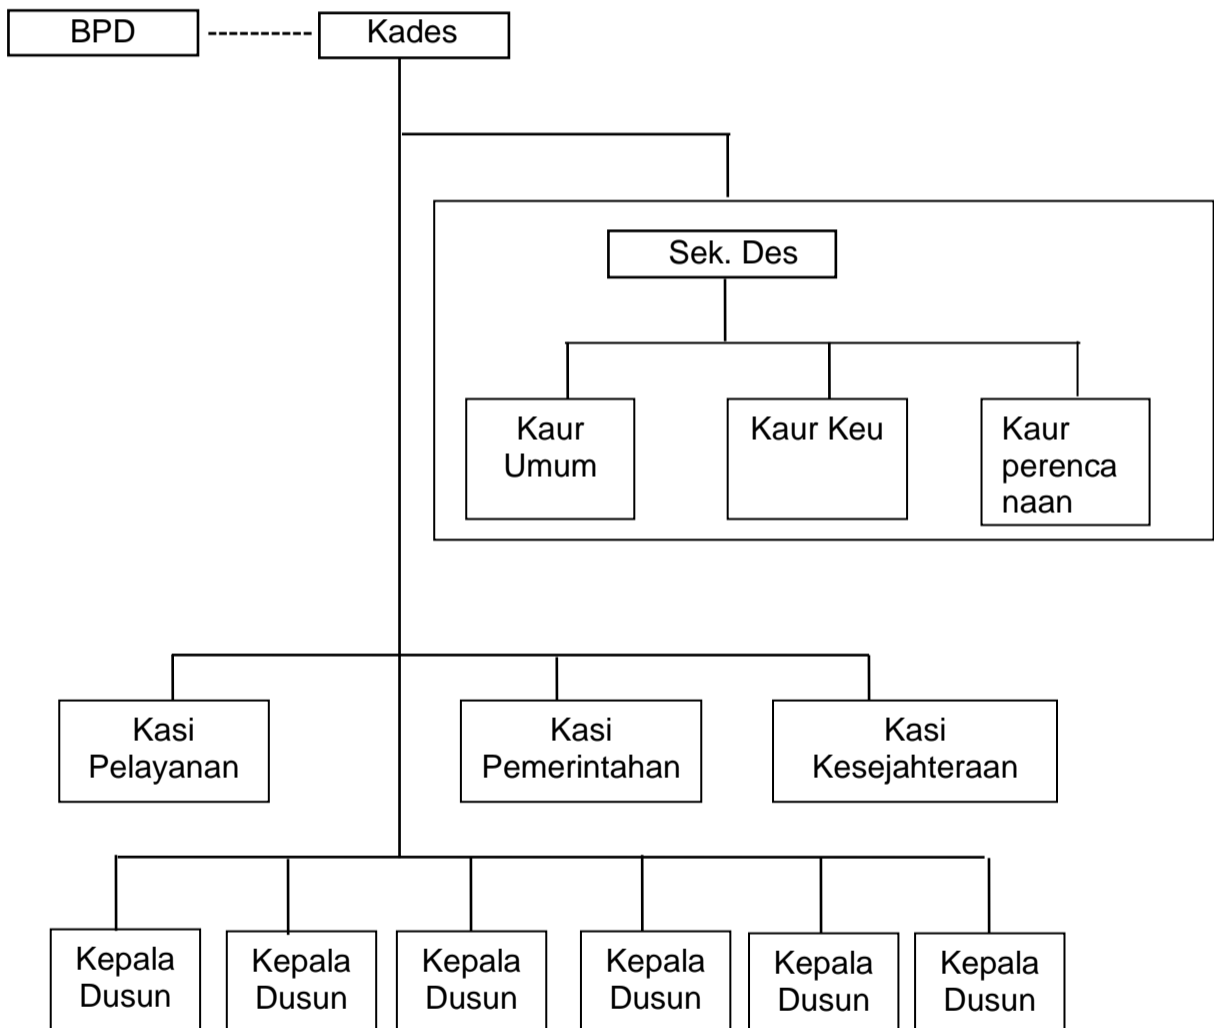 BPD
Kades
Sek. Des
Kaur
Umum
Kaur Keu
Kaur
perenca
naan
Kasi
Pelayanan
Kasi
Pemerintahan
Kasi
Kesejahteraan
Kepala
Dusun
Kepala
Dusun
Kepala
Dusun
Kepala
Dusun
Kepala
Dusun
Kepala
Dusun